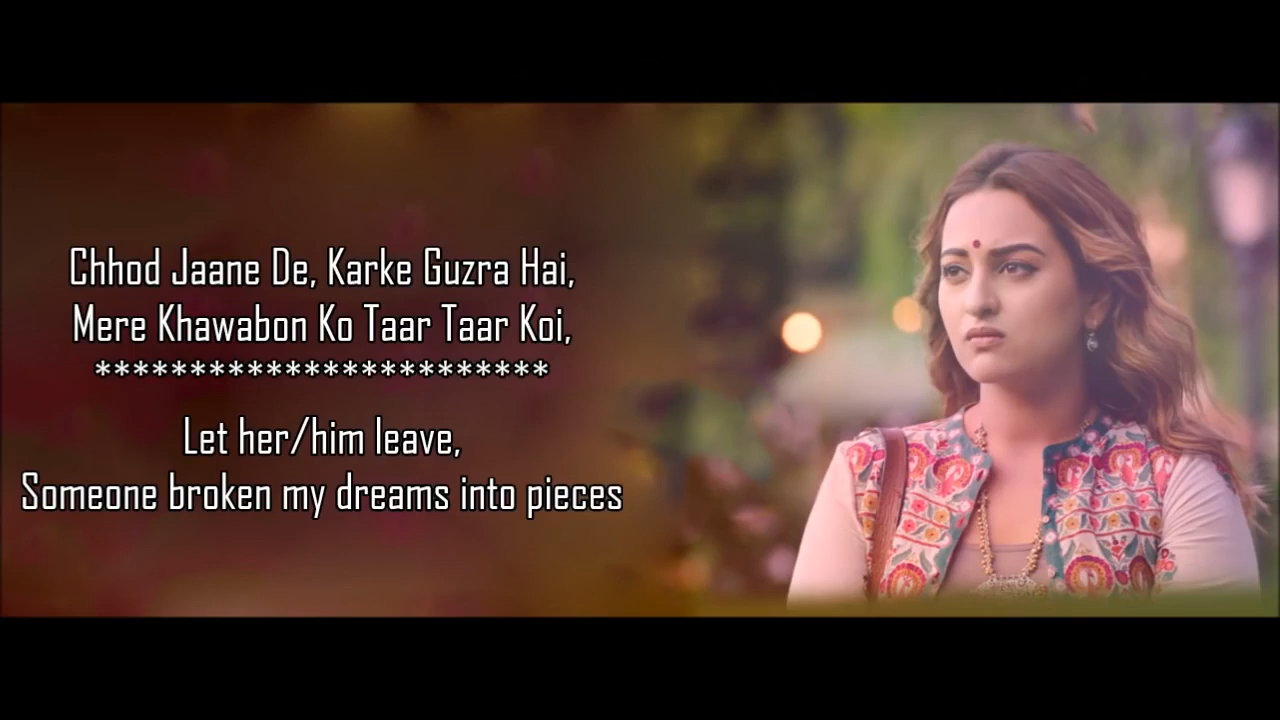 Chhod Jaane De, Karke Guzra Hai,
Mere Khawabon Ko Taar Taar Koi,
************************
Let her/him leave,
Someone broken my dreams into pieces